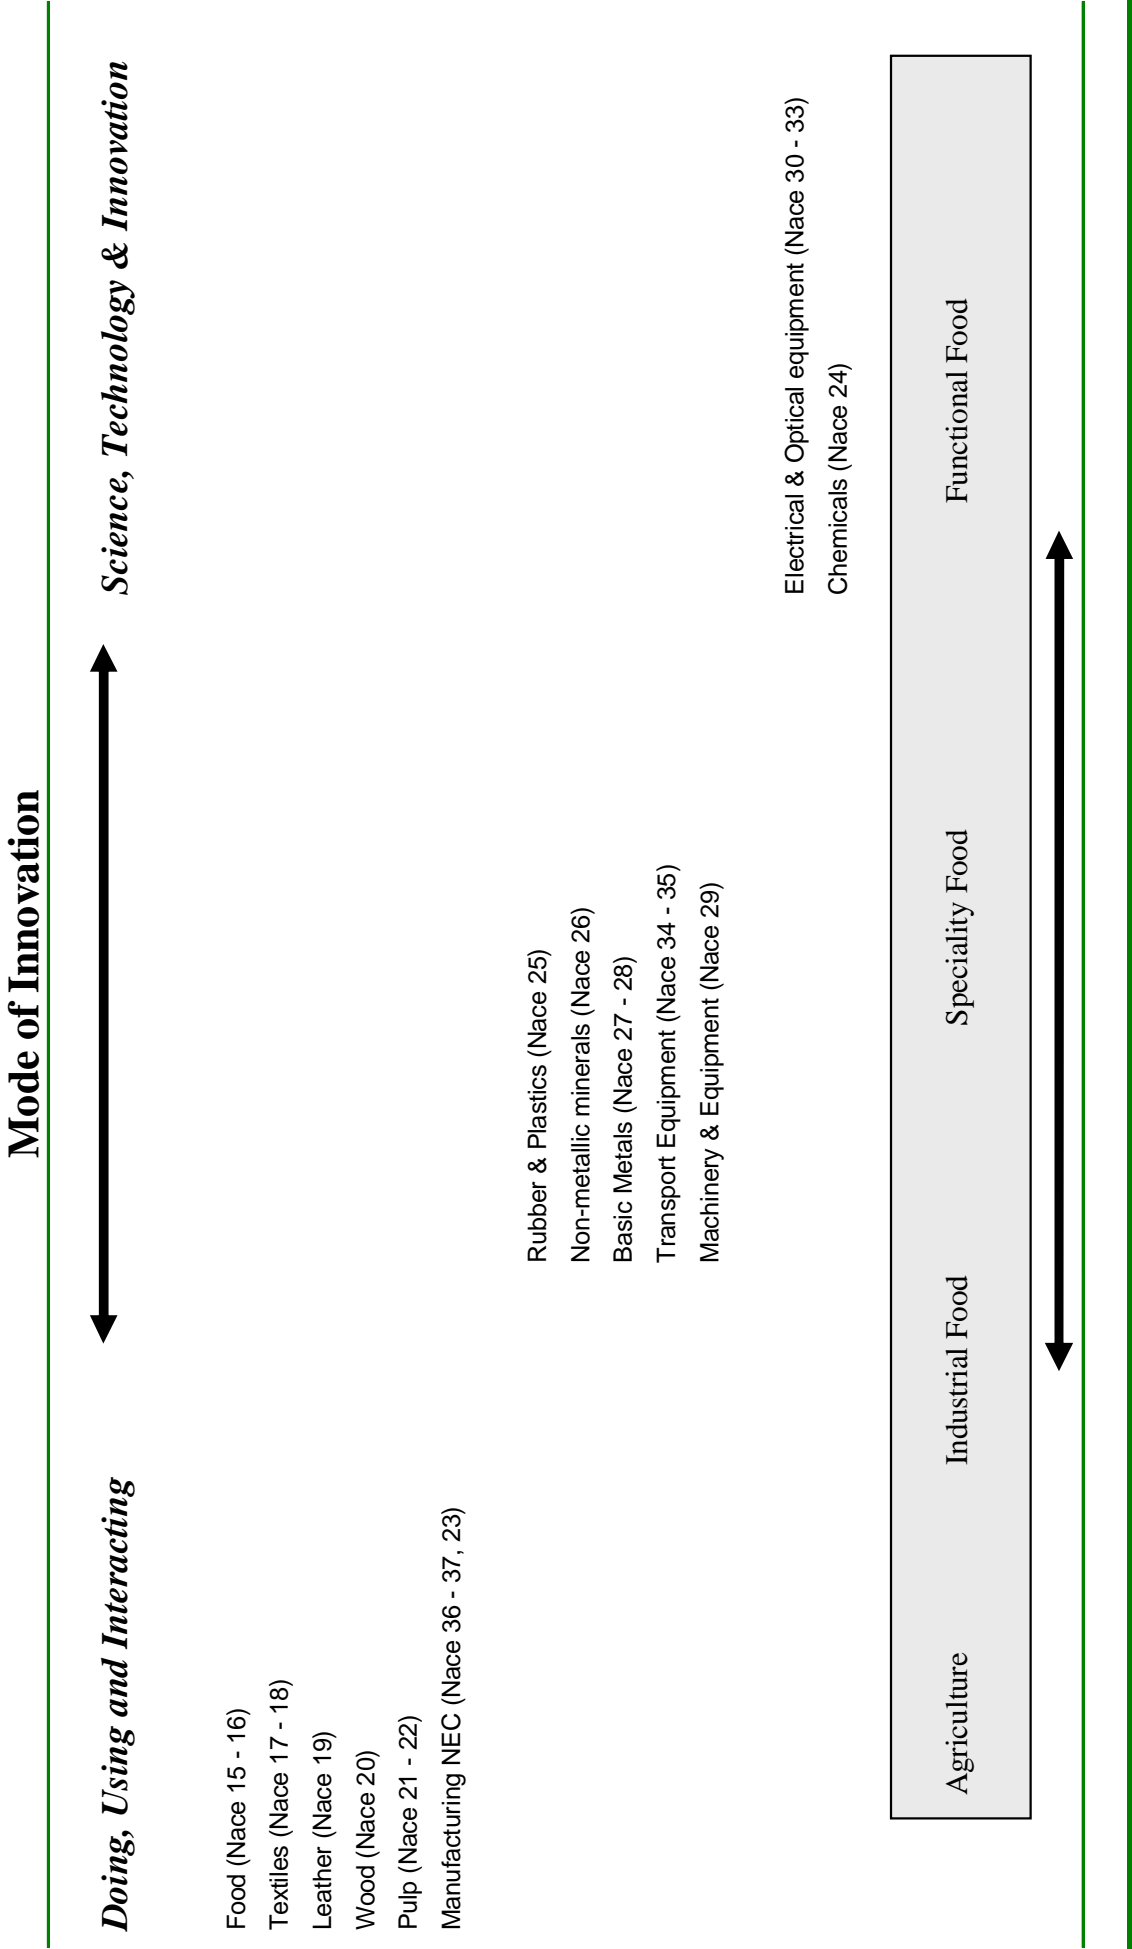 Mode of Innovation
Doing, Using and Interacting
Science, Technology & Innovation
Food (Nace 15 - 16)
Textiles (Nace 17 - 18)
Leather (Nace 19)
Wood (Nace 20)
Pulp (Nace 21 - 22)
Manufacturing NEC (Nace 36 - 37, 23)
Rubber & Plastics (Nace 25)
Non-metallic minerals (Nace 26)
Basic Metals (Nace 27 - 28)
Transport Equipment (Nace 34 - 35)
Machinery & Equipment (Nace 29)
Electrical & Optical equipment (Nace 30 - 33)
Chemicals (Nace 24)
Agriculture
Industrial Food
Speciality Food
Functional Food